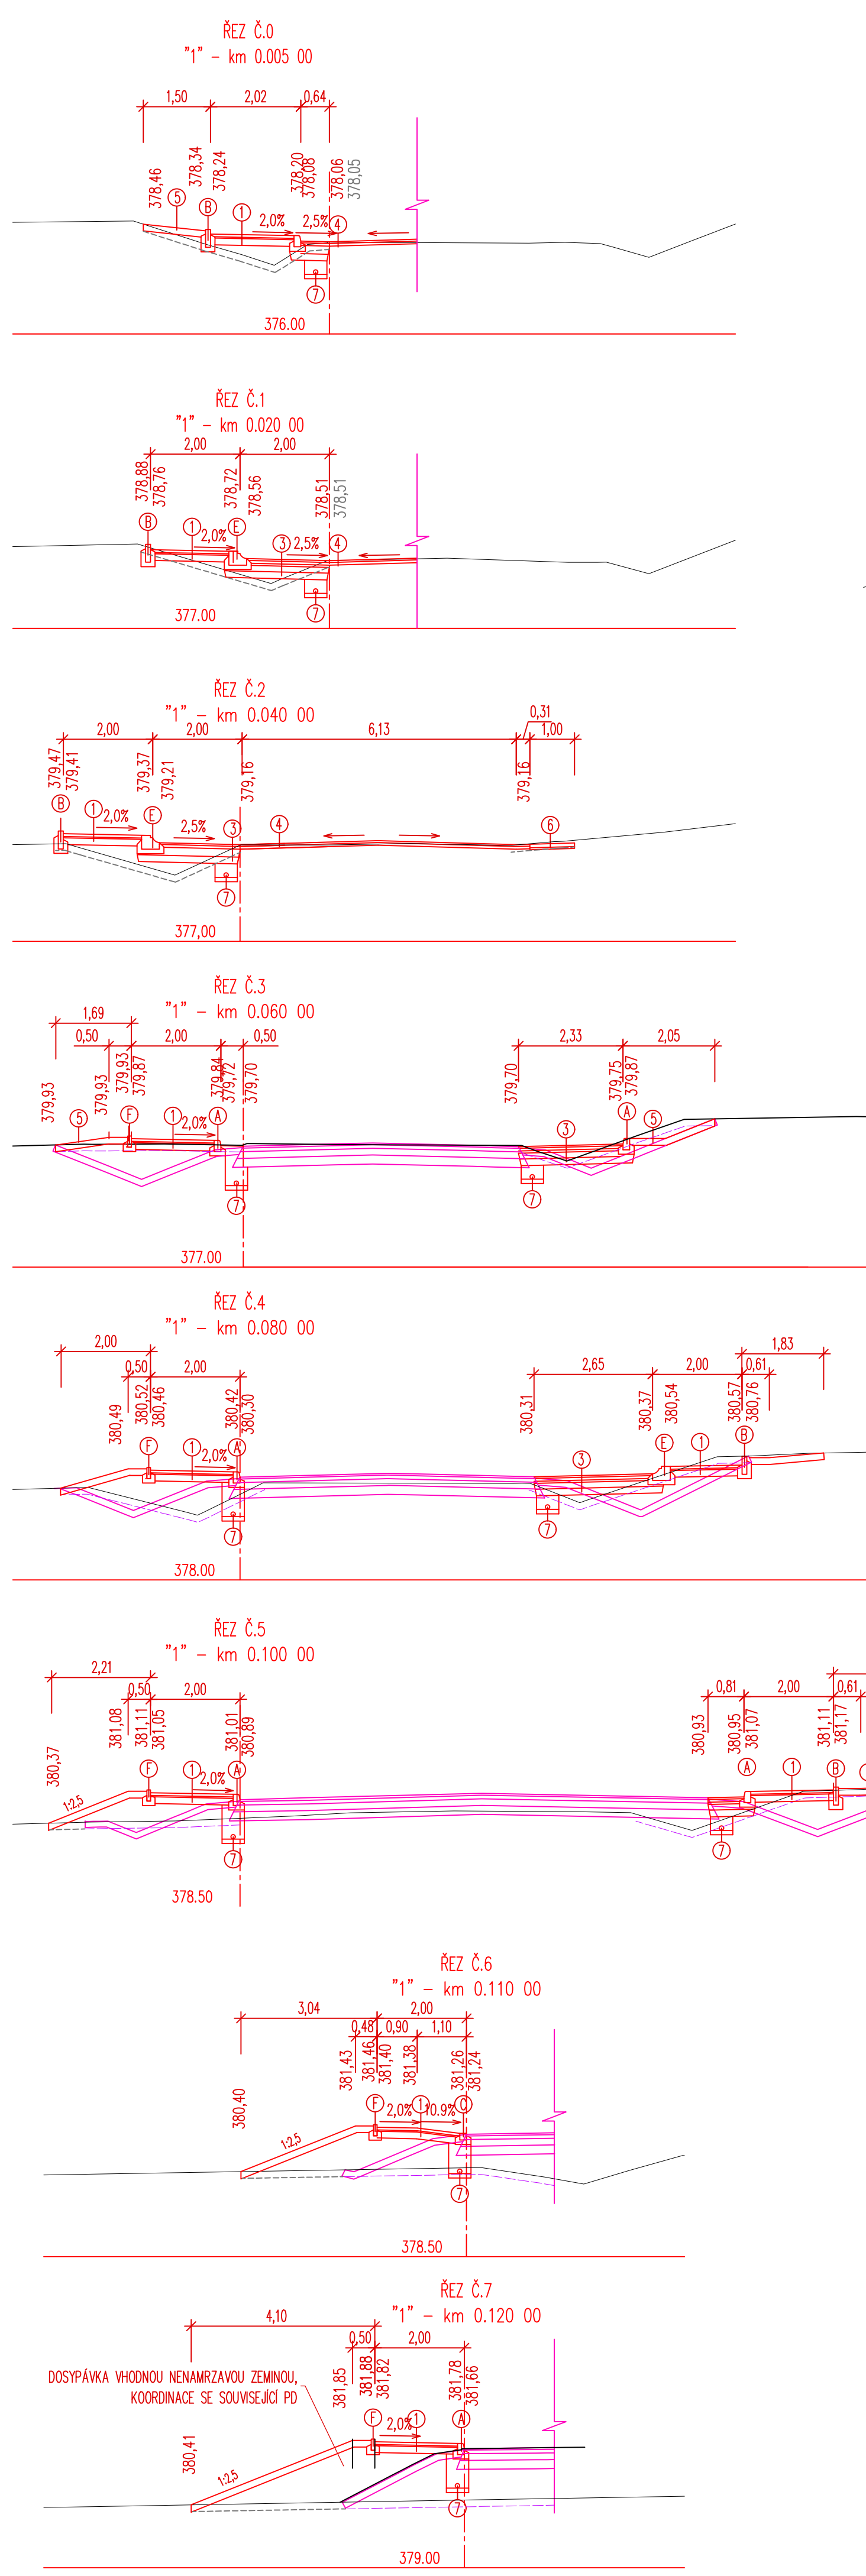 ŘEZ Č.0
"1" – km 0.005 00
1,50 2,02 0,64
378,46 378,34 378,24 378,20 378,08 378,06 378,05
5 B 1 2,0% 2,5% 4
7
376.00
ŘEZ Č.1
"1" – km 0.020 00
2,00 2,00
378,88 378,76 378,72 378,56 378,51 378,51
B 1 2,0% E 3 2,5% 4
7
377.00
ŘEZ Č.2
"1" – km 0.040 00
0,31
2,00 2,00 6,13 1,00
379,47 379,41 379,37 379,21 379,16 379,16
B 1 2,0% E 2,5% 3 4 6
7
377,00
ŘEZ Č.3
"1" – km 0.060 00
1,69
0,50 2,00 0,50 2,33 2,05
379,93 379,93 379,93 379,87 379,84 379,72 379,70 379,70 379,75 379,87
5 F 1 2,0% A 3 A 5
7 7
377.00
ŘEZ Č.4
"1" – km 0.080 00
2,00 1,83
0,50 2,00 2,65 2,00 0,61
380,49 380,52 380,46 380,42 380,30 380,31 380,37 380,54 380,57 380,76
F 1 2,0% A 3 E 1 B
7 7
378.00
ŘEZ Č.5
"1" – km 0.100 00
2,21
0,50 2,00 0,81 2,00 0,61
380,37 381,08 381,11 381,05 381,01 380,89 380,93 380,95 381,07 381,11 381,17
1:2,5 F 1 2,0% A A 1 B
7 7
378.50
ŘEZ Č.6
"1" – km 0.110 00
3,04 2,00
0,48 0,90 1,10
380,40 381,43 381,46 381,40 381,38 381,26 381,24
1:2,5 F 2,0% 1 10.9% C
7
378.50
ŘEZ Č.7
"1" – km 0.120 00
4,10
0,50 2,00
DOSYPÁVKA VHODNOU NENAMRZAVOU ZEMINOU,
KOORDINACE SE SOUVISEJÍCÍ PD
380,41 381,85 381,88 381,82 381,78 381,66
1:2,5 F 2,0% 1 A
7
379.00